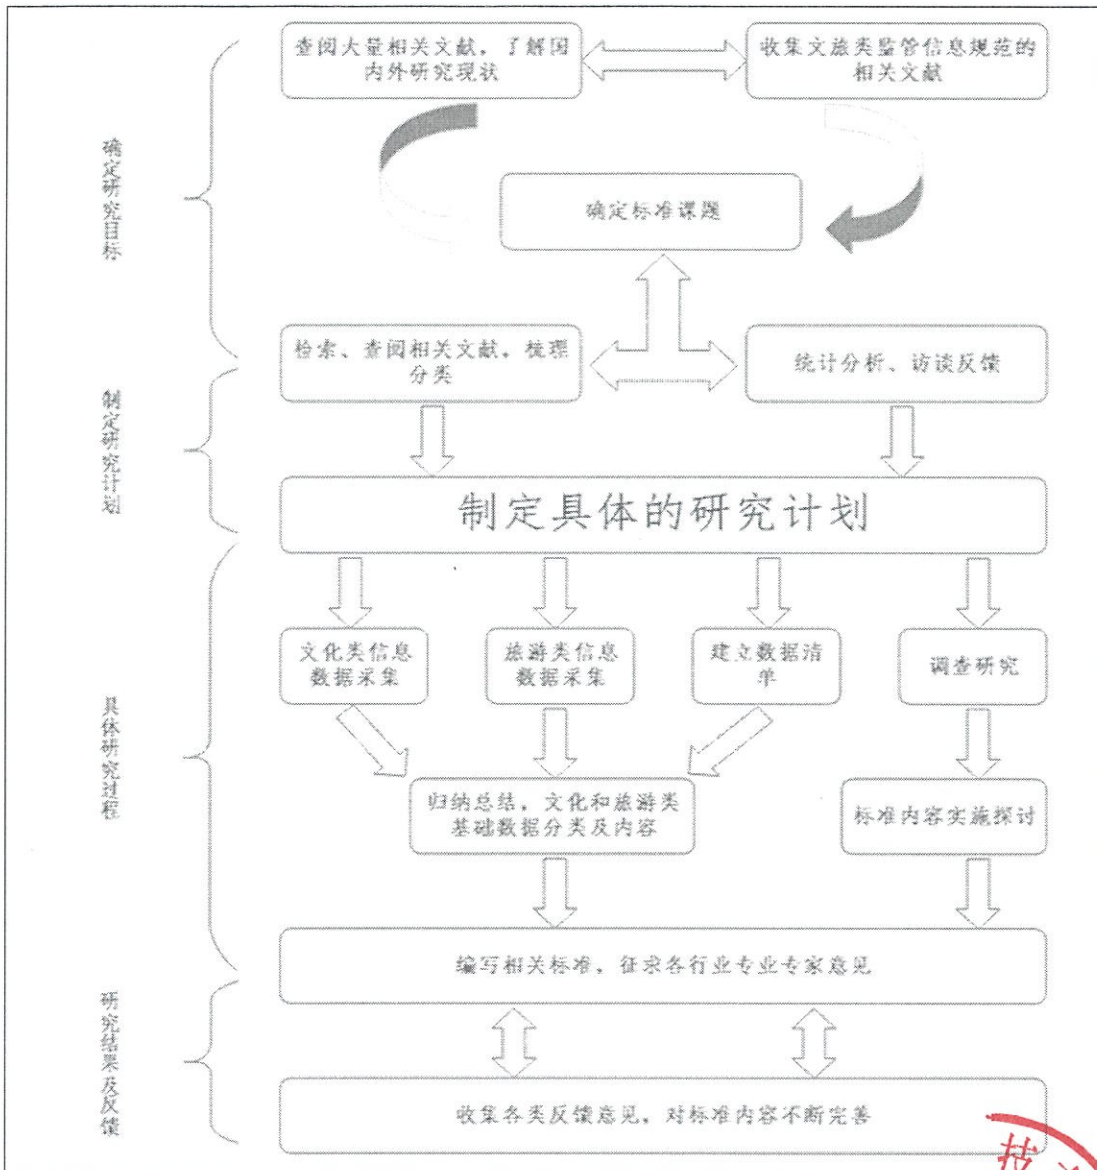 查阅大量相关文献，了解国
内外研究现状
收集文旅类监管信息规范的
相关文献
确定研究目标
确定标准课题
检索、查阅相关文献，梳理
分类
统计分析、访谈反馈
制定研究计划
制定具体的研究计划
文化类信息
数据采集
旅游类信息
数据采集
建立数据清
单
调查研究
具体研究过程
归纳总结，文化和旅游类
基础数据分类及内容
标准内容实施探讨
编写相关标准，征求各行业专业专家意见
研究结果及反馈
收集各类反馈意见，对标准内容不断完善
技